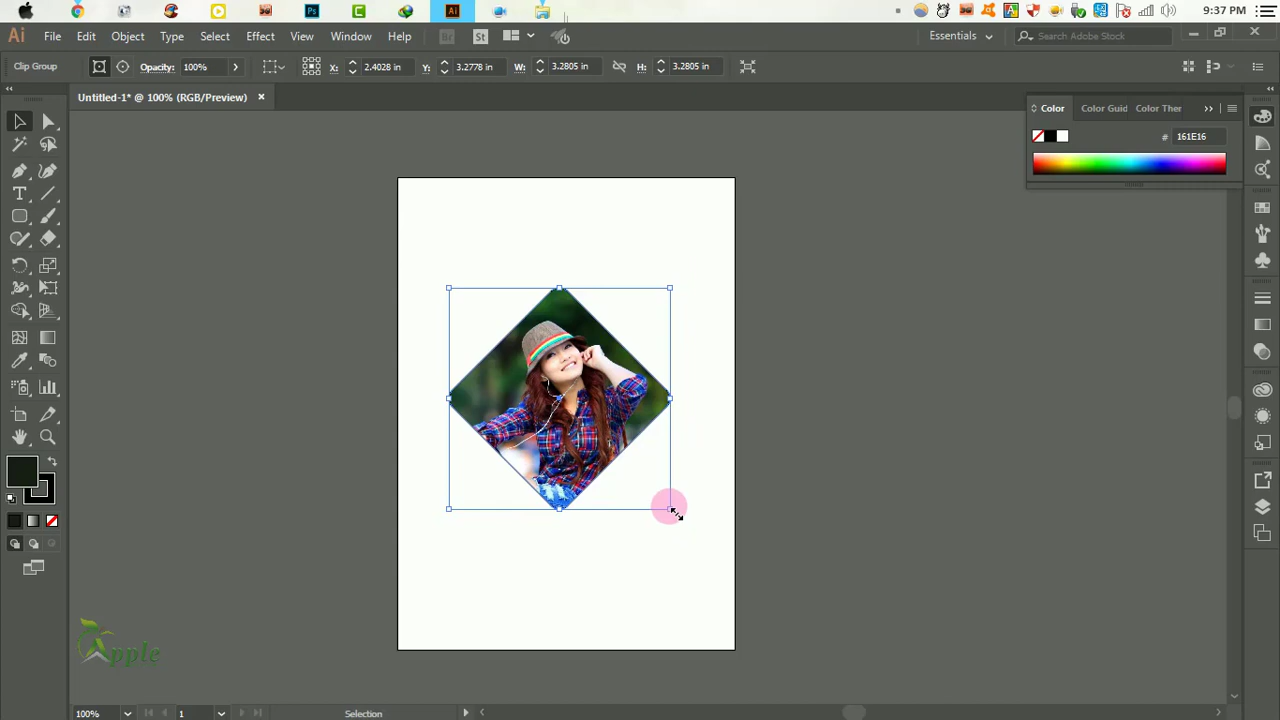 9:37 PM
Ai File Edit Object Type Select Effect View Window Help Br St Essentials Search Adobe Stock
Clip Group Opacity: 100% X: 2.4028 in Y: 3.2778 in W: 3.2805 in H: 3.2805 in
Untitled-1* @ 100% (RGB/Preview)
Color Color Guid Color Ther
# 161E16
Apple
100% 1 Selection